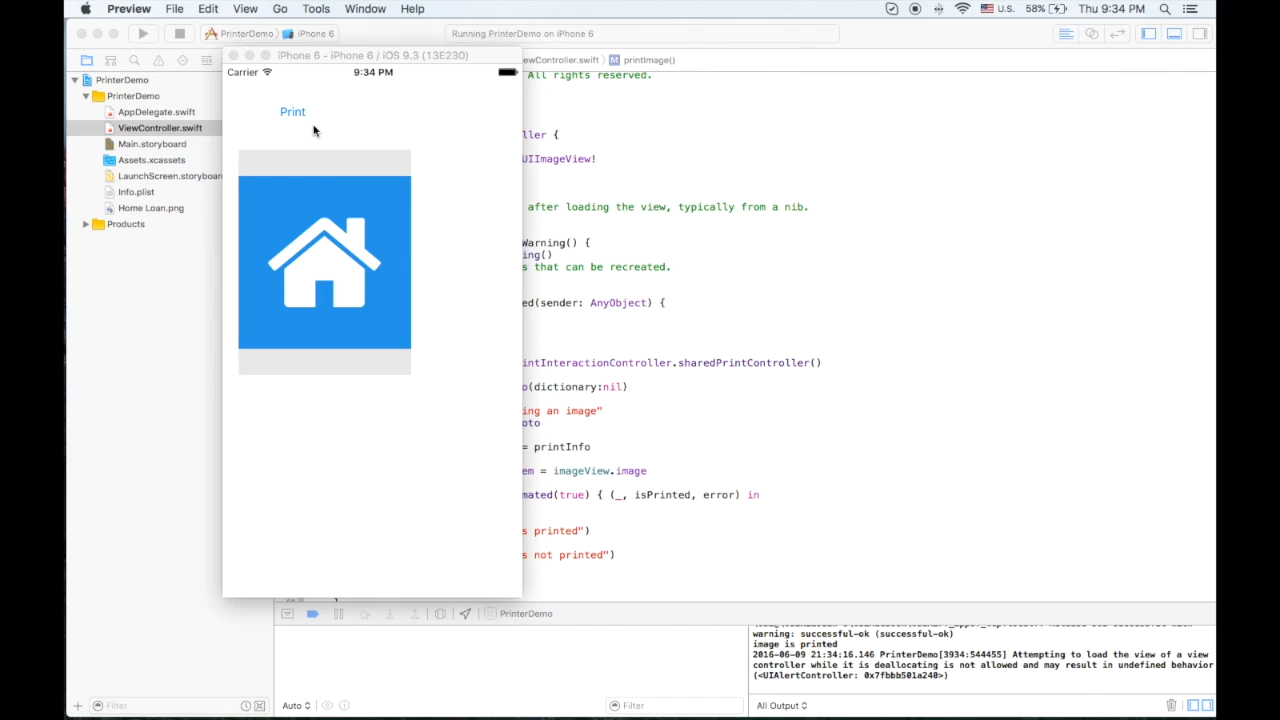 Preview File Edit View Go Tools Window Help U.S. 58% Thu 9:34 PM
PrinterDemo iPhone 6 Running PrinterDemo on iPhone 6
iPhone 6 - iPhone 6 / iOS 9.3 (13E230)
ewController.swift printImage()
Carrier 9:34 PM
Print
PrinterDemo
PrinterDemo
AppDelegate.swift
ViewController.swift
Main.storyboard
Assets.xcassets
LaunchScreen.storyboard
Info.plist
Home Loan.png
Products
All rights reserved.
ller {
UIImageView!
after loading the view, typically from a nib.
Warning() {
ing()
s that can be recreated.
ed(sender: AnyObject) {
intInteractionController.sharedPrintController()
o(dictionary:nil)
ing an image"
oto
= printInfo
em = imageView.image
mated(true) { (_, isPrinted, error) in
s printed")
s not printed")
PrinterDemo
warning: successful-ok (successful-ok)
image is printed
2016-06-09 21:34:16.146 PrinterDemo[3934:544455] Attempting to load the view of a view
controller while it is deallocating is not allowed and may result in undefined behavior
(<UIAlertController: 0x7fbbb501a240>)
Filter Auto Filter All Output